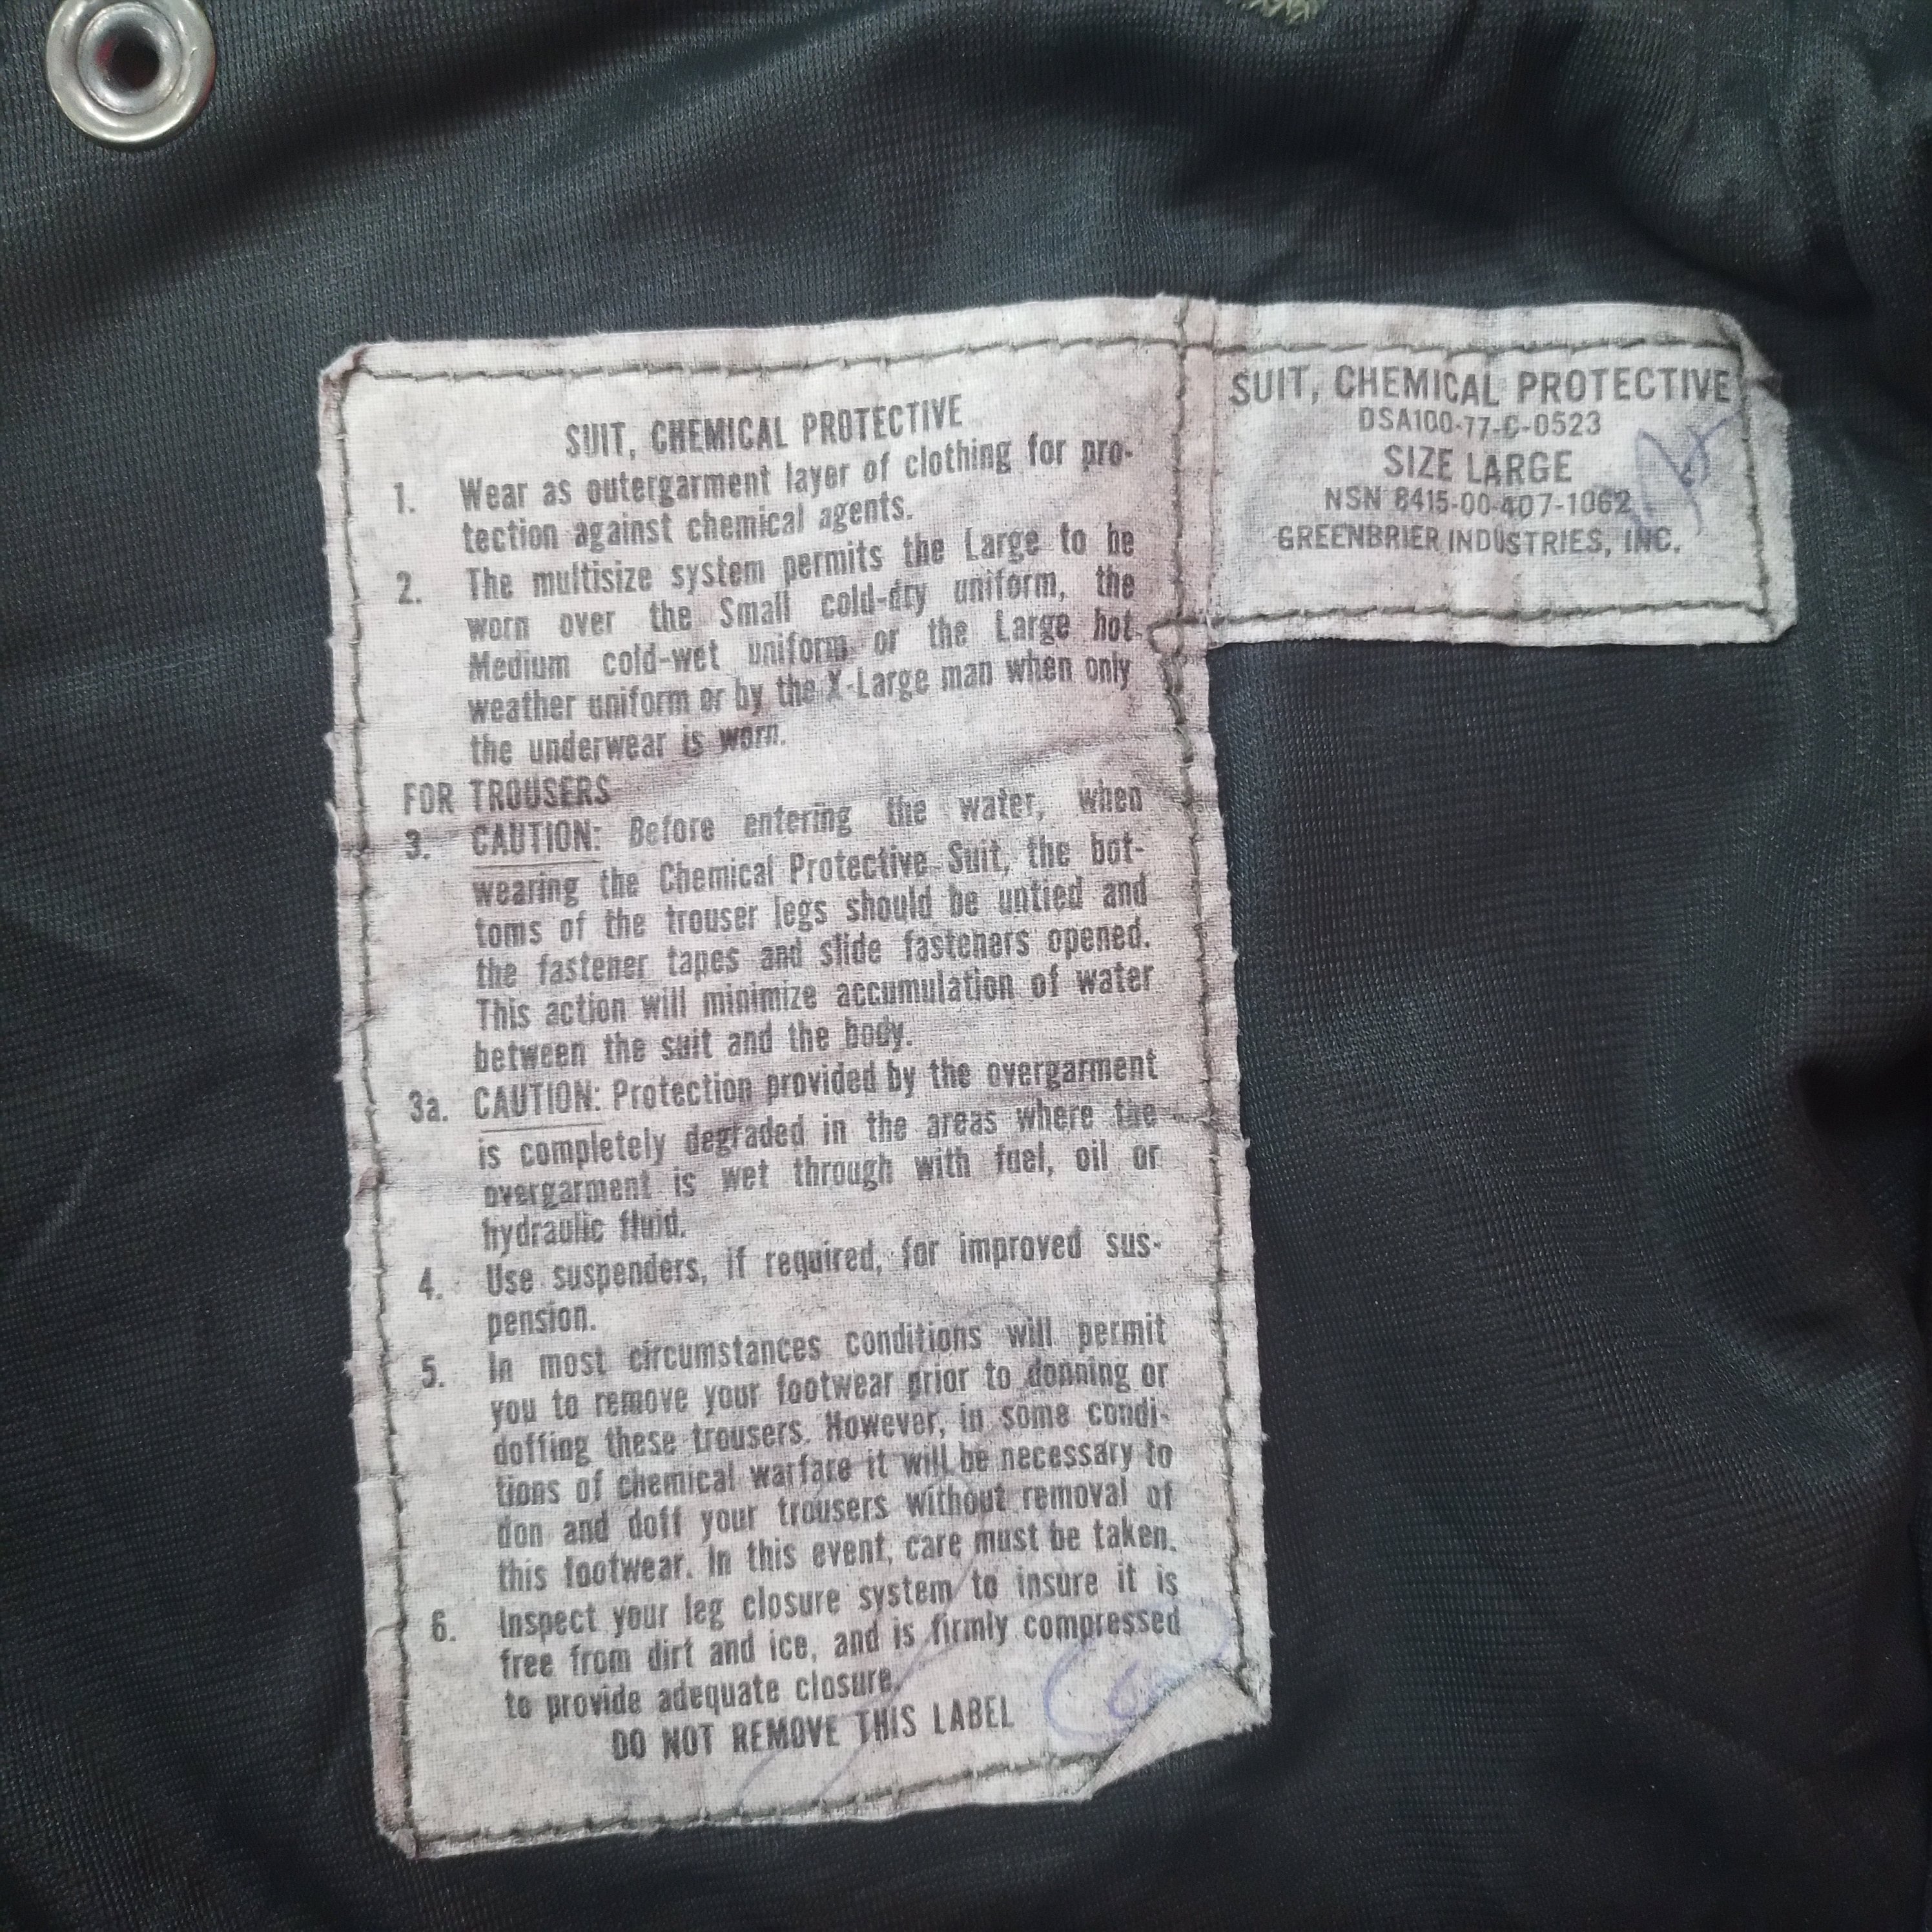 SUIT, CHEMICAL PROTECTIVE
1. Wear as outergarment layer of clothing for pro-
tection against chemical agents.
2. The multisize system permits the Large to be
worn over the Small cold-dry uniform, the
Medium cold-wet uniform or the Large hot-
weather uniform or by the X-Large man when only
the underwear is worn.
FOR TROUSERS
3. CAUTION: Before entering the water, when
wearing the Chemical Protective Suit, the bot-
toms of the trouser legs should be untied and
the fastener tapes and slide fasteners opened.
This action will minimize accumulation of water
between the suit and the body.
3a. CAUTION: Protection provided by the overgarment
is completely degraded in the areas where the
overgarment is wet through with fuel, oil or
hydraulic fluid.
4. Use suspenders, if required, for improved sus-
pension.
5. In most circumstances conditions will permit
you to remove your footwear prior to donning or
doffing these trousers. However, in some condi-
tions of chemical warfare it will be necessary to
don and doff your trousers without removal of
this footwear. In this event, care must be taken.
6. Inspect your leg closure system to insure it is
free from dirt and ice, and is firmly compressed
to provide adequate closure.
DO NOT REMOVE THIS LABEL
SUIT, CHEMICAL PROTECTIVE
DSA100-77-C-0523
SIZE LARGE
NSN 8415-00-407-1062
GREENBRIER INDUSTRIES, INC.